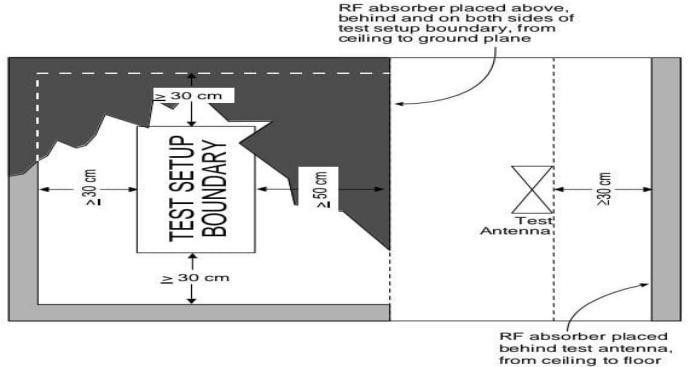 RF absorber placed above,
behind and on both sides of
test setup boundary, from
ceiling to ground plane
≥ 30 cm
TEST SETUP
BOUNDARY
≥30 cm
≥ 50 cm
≥30 cm
Test
Antenna
≥ 30 cm
RF absorber placed
behind test antenna,
from ceiling to floor